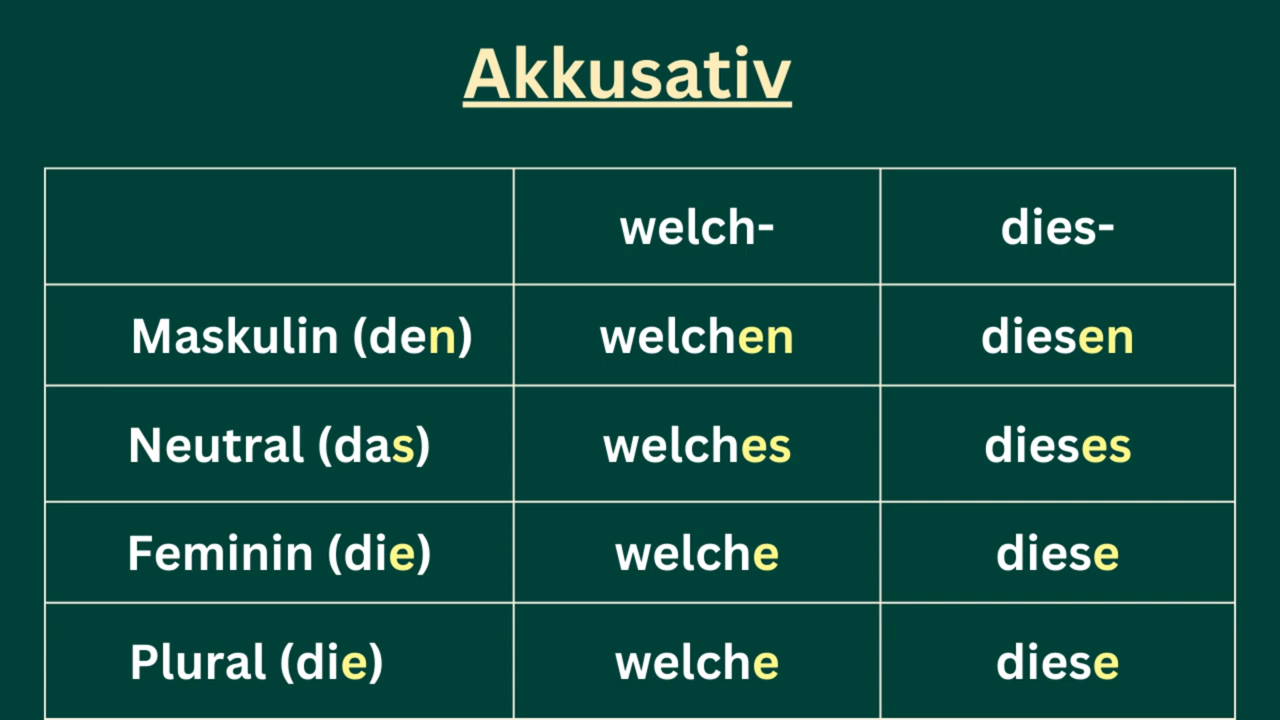 Akkusativ
welch- dies-
Maskulin (den) welchen diesen
Neutral (das) welches dieses
Feminin (die) welche diese
Plural (die) welche diese